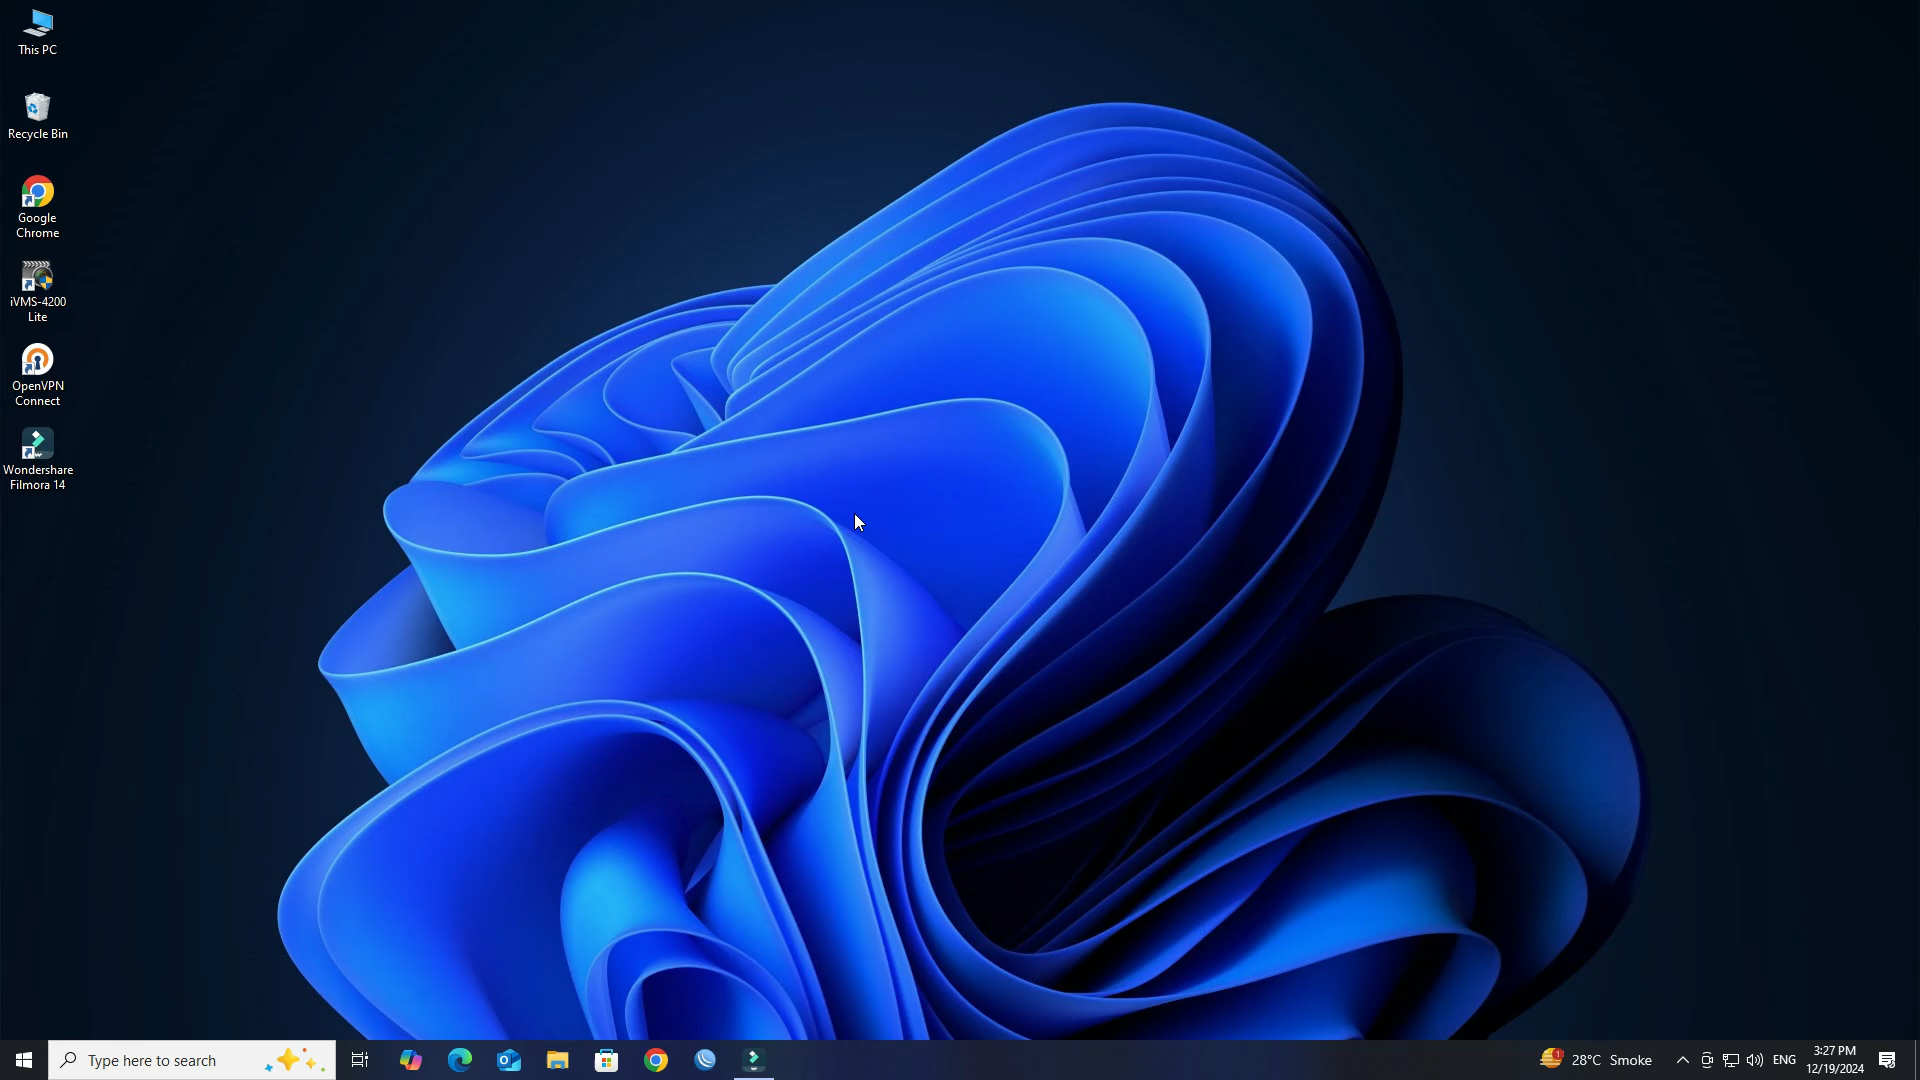 This PC
Recycle Bin
Google
Chrome
iVMS-4200
Lite
OpenVPN
Connect
Wondershare
Filmora 14
Type here to search
1
28°C Smoke
ENG
3:27 PM
12/19/2024